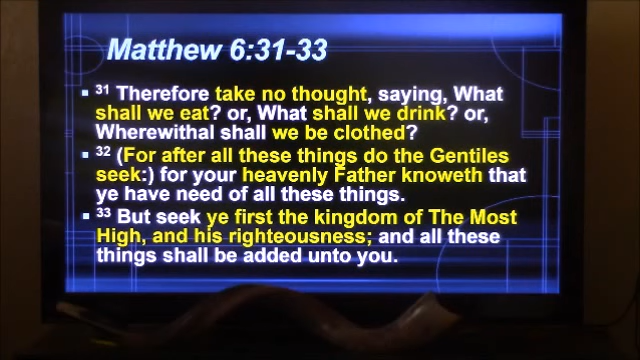 Matthew 6:31-33
▪ 31 Therefore take no thought, saying, What
shall we eat? or, What shall we drink? or,
Wherewithal shall we be clothed?
▪ 32 (For after all these things do the Gentiles
seek:) for your heavenly Father knoweth that
ye have need of all these things.
▪ 33 But seek ye first the kingdom of The Most
High, and his righteousness; and all these
things shall be added unto you.